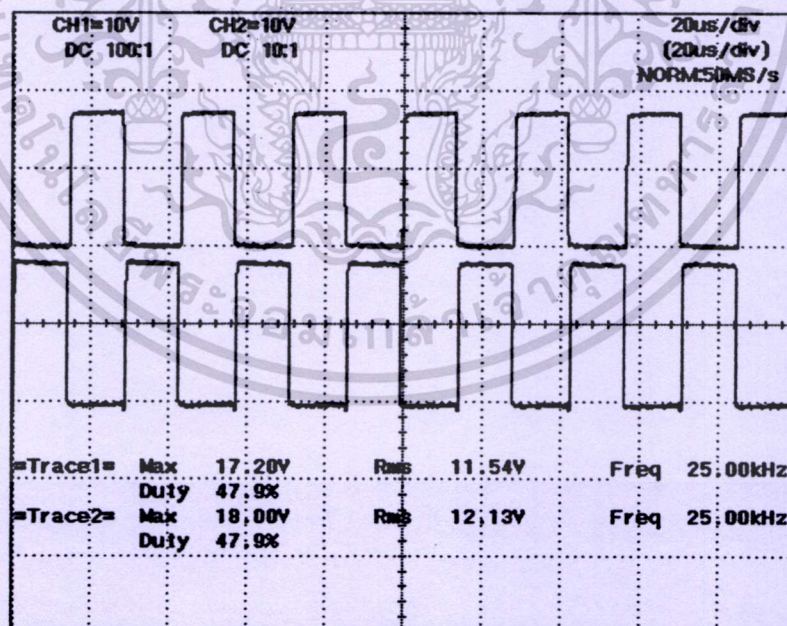 CH1=10V CH2=10V 20us/div
DC 100:1 DC 10:1 (20us/div)
NORM:50MS/s
=Trace1= Max 17.20V Rms 11.54V Freq 25.00kHz
Duty 47.9%
=Trace2= Max 18.00V Rms 12.13V Freq 25.00kHz
Duty 47.9%